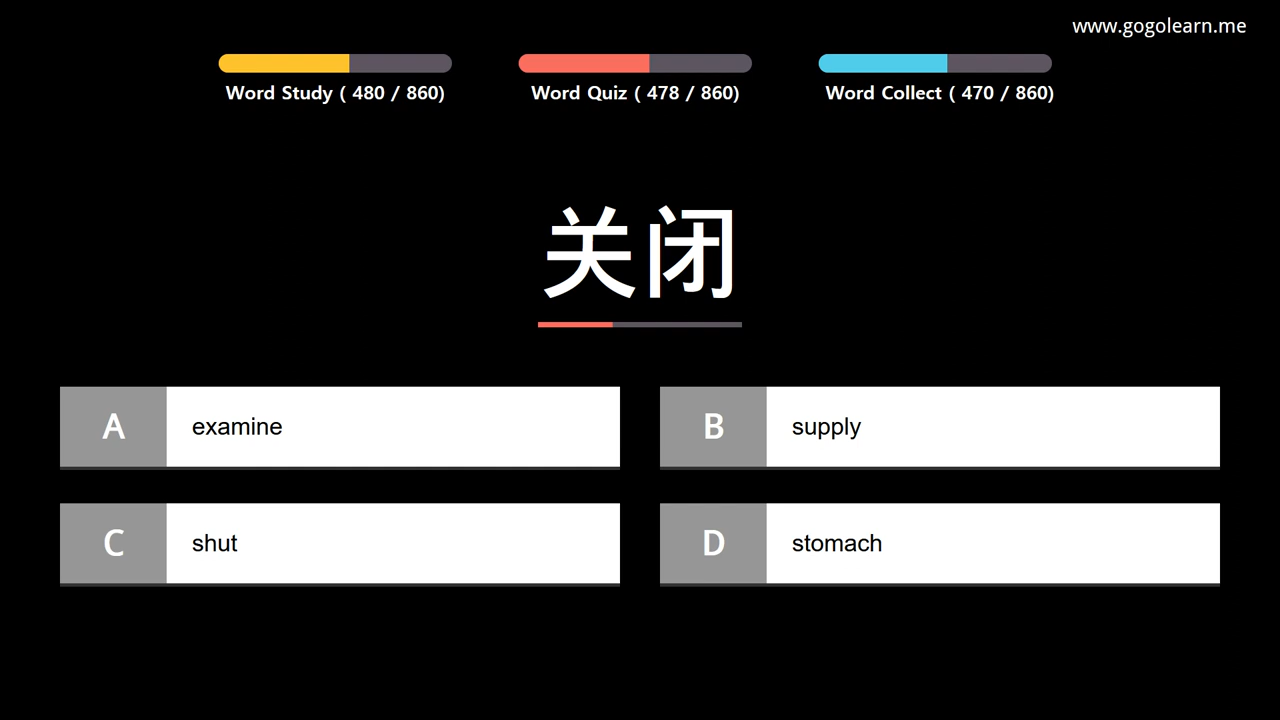 www.gogolearn.me
Word Study ( 480 / 860)
Word Quiz ( 478 / 860)
Word Collect ( 470 / 860)
关闭
A examine
B supply
C shut
D stomach